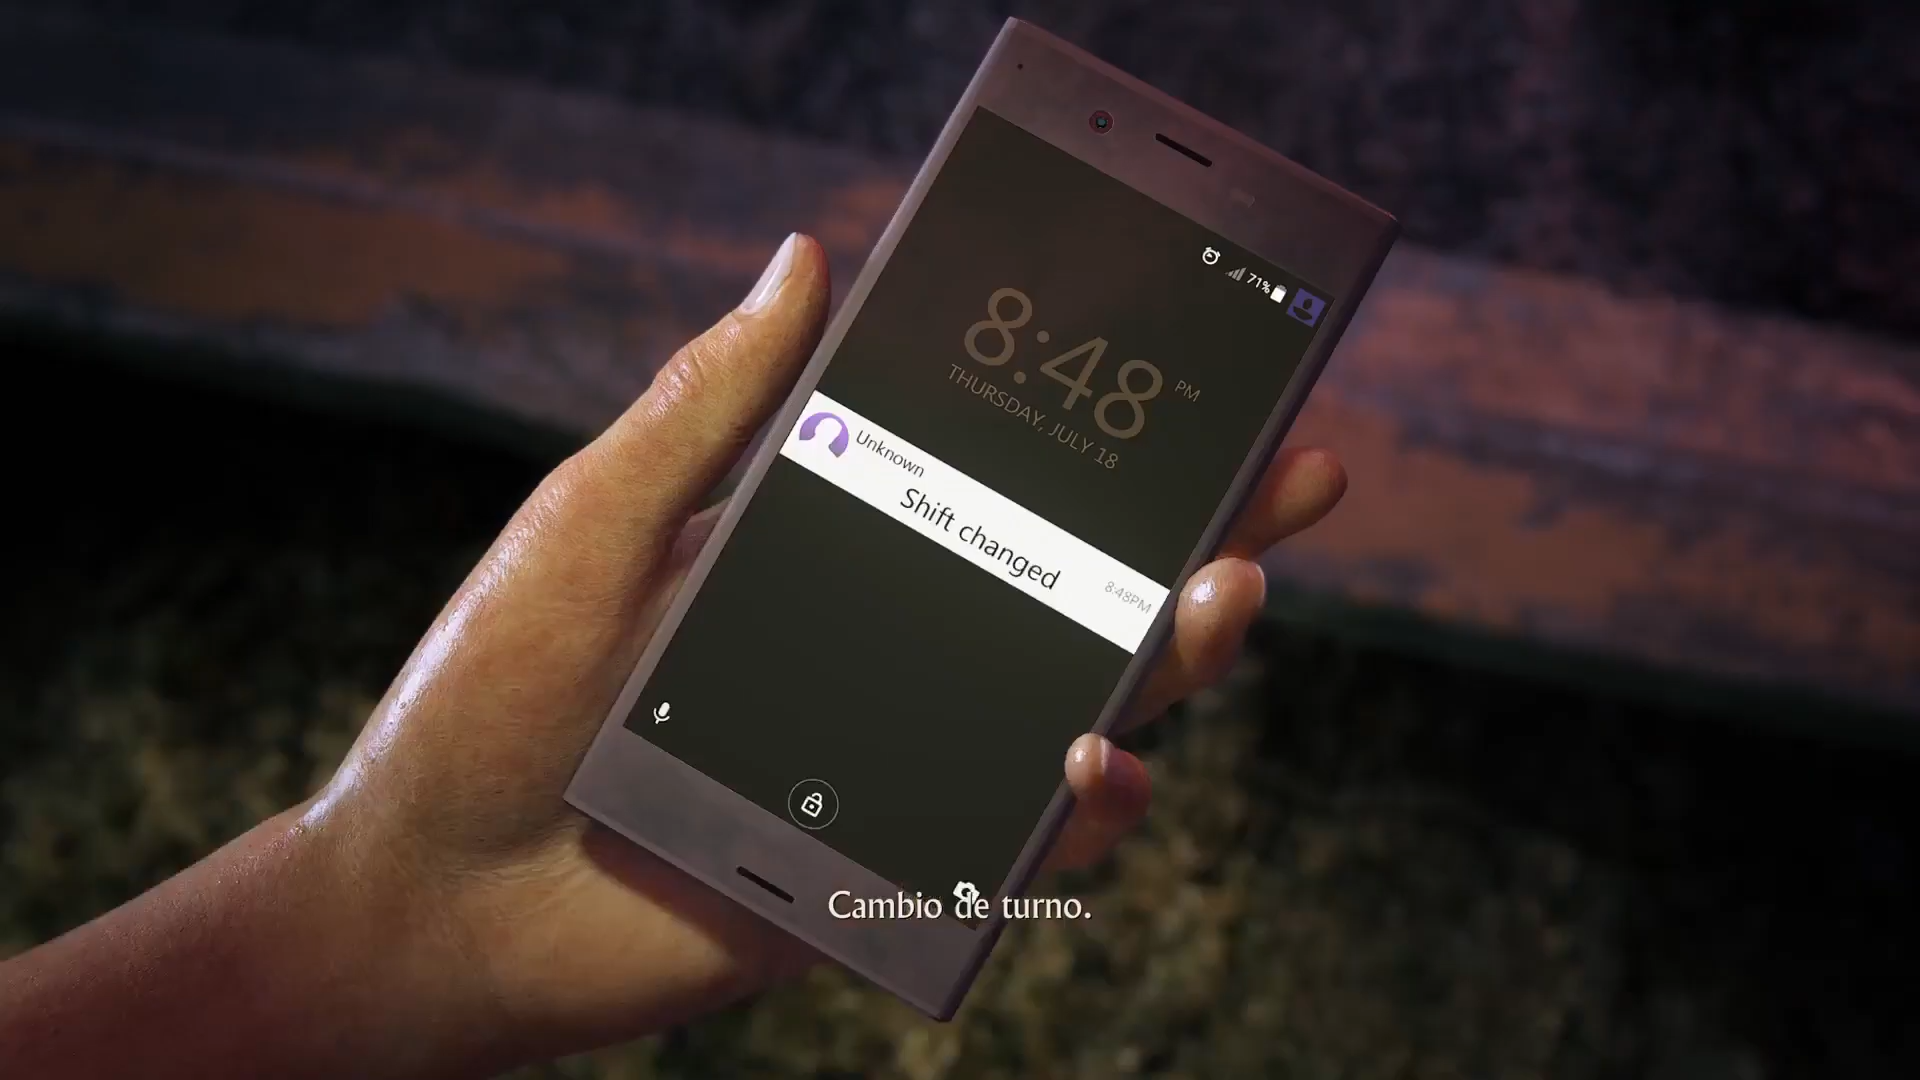 71%
8:48 PM
THURSDAY, JULY 18
Unknown
Shift changed
8:48PM
Cambio de turno.